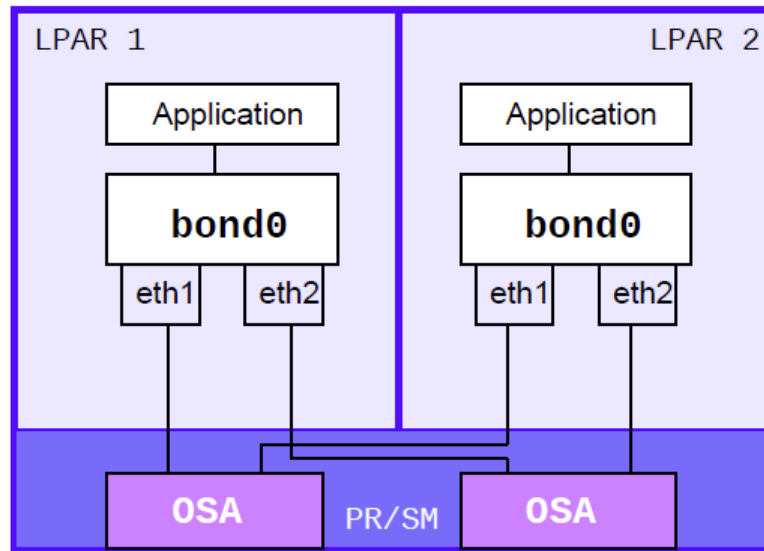 LPAR 1
LPAR 2
Application
Application
bond0
bond0
eth1
eth2
eth1
eth2
OSA
PR/SM
OSA